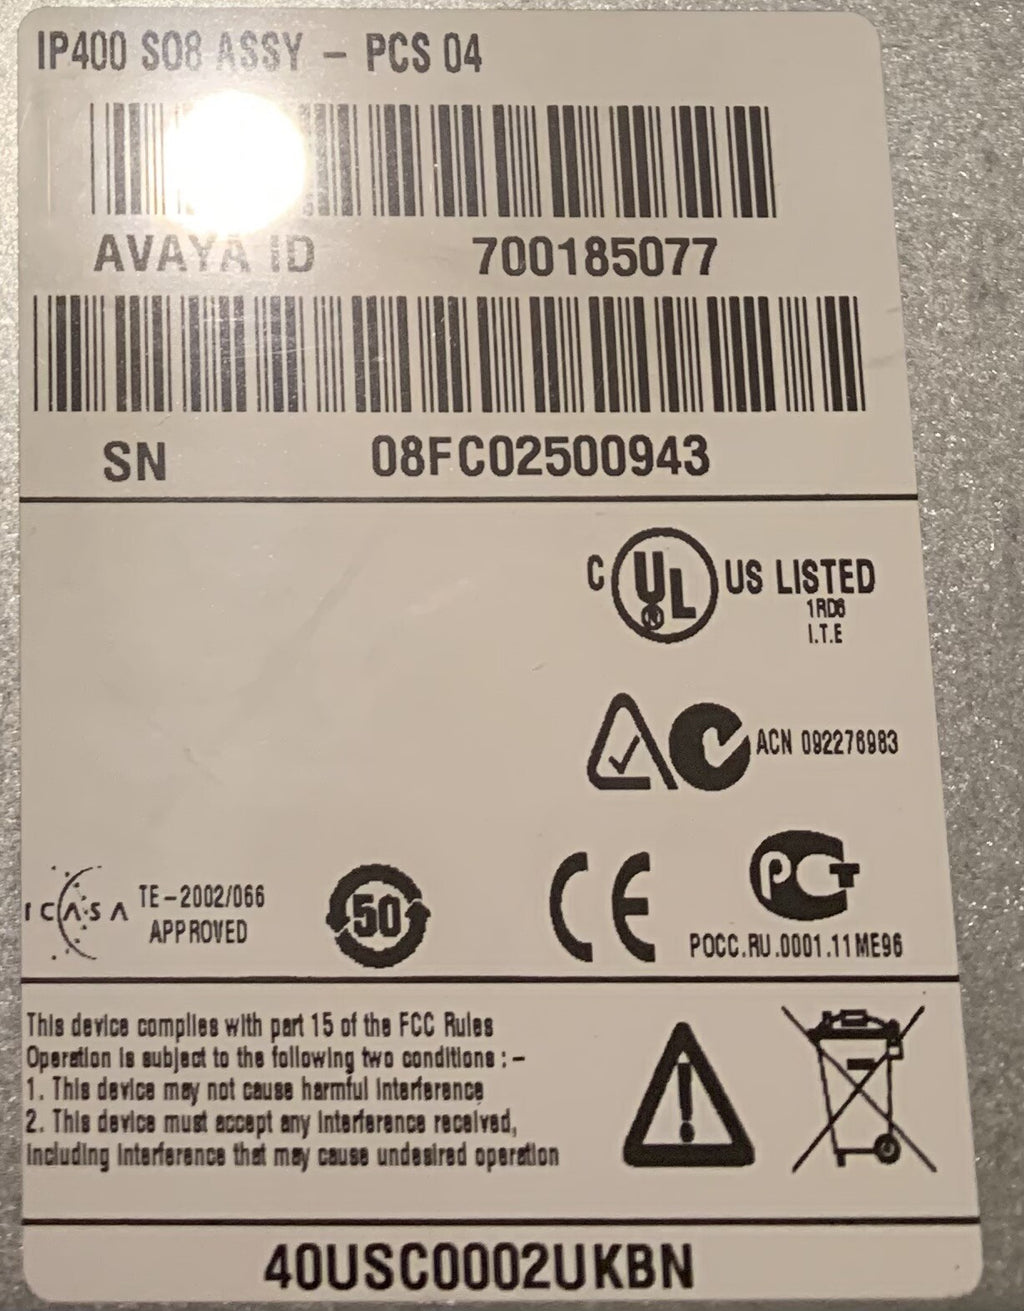 IP400 S08 ASSY - PCS 04
AVAYA ID 700185077
SN 08FC02500943
C UL US LISTED
1RD6
I.T.E
ACN 092276983
ICASA TE-2002/066
APPROVED
50
CE
PCT
POCC.RU.0001.11ME96
This device complies with part 15 of the FCC Rules
Operation is subject to the following two conditions :-
1. This device may not cause harmful interference
2. This device must accept any interference received,
including interference that may cause undesired operation
40USC0002UKBN